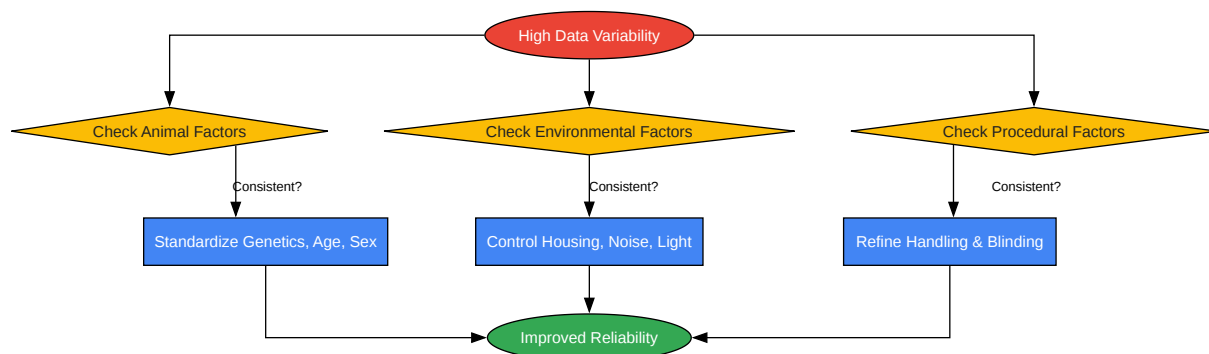 High Data Variability
Check Animal Factors
Check Environmental Factors
Check Procedural Factors
Consistent?
Consistent?
Consistent?
Standardize Genetics, Age, Sex
Control Housing, Noise, Light
Refine Handling & Blinding
Improved Reliability